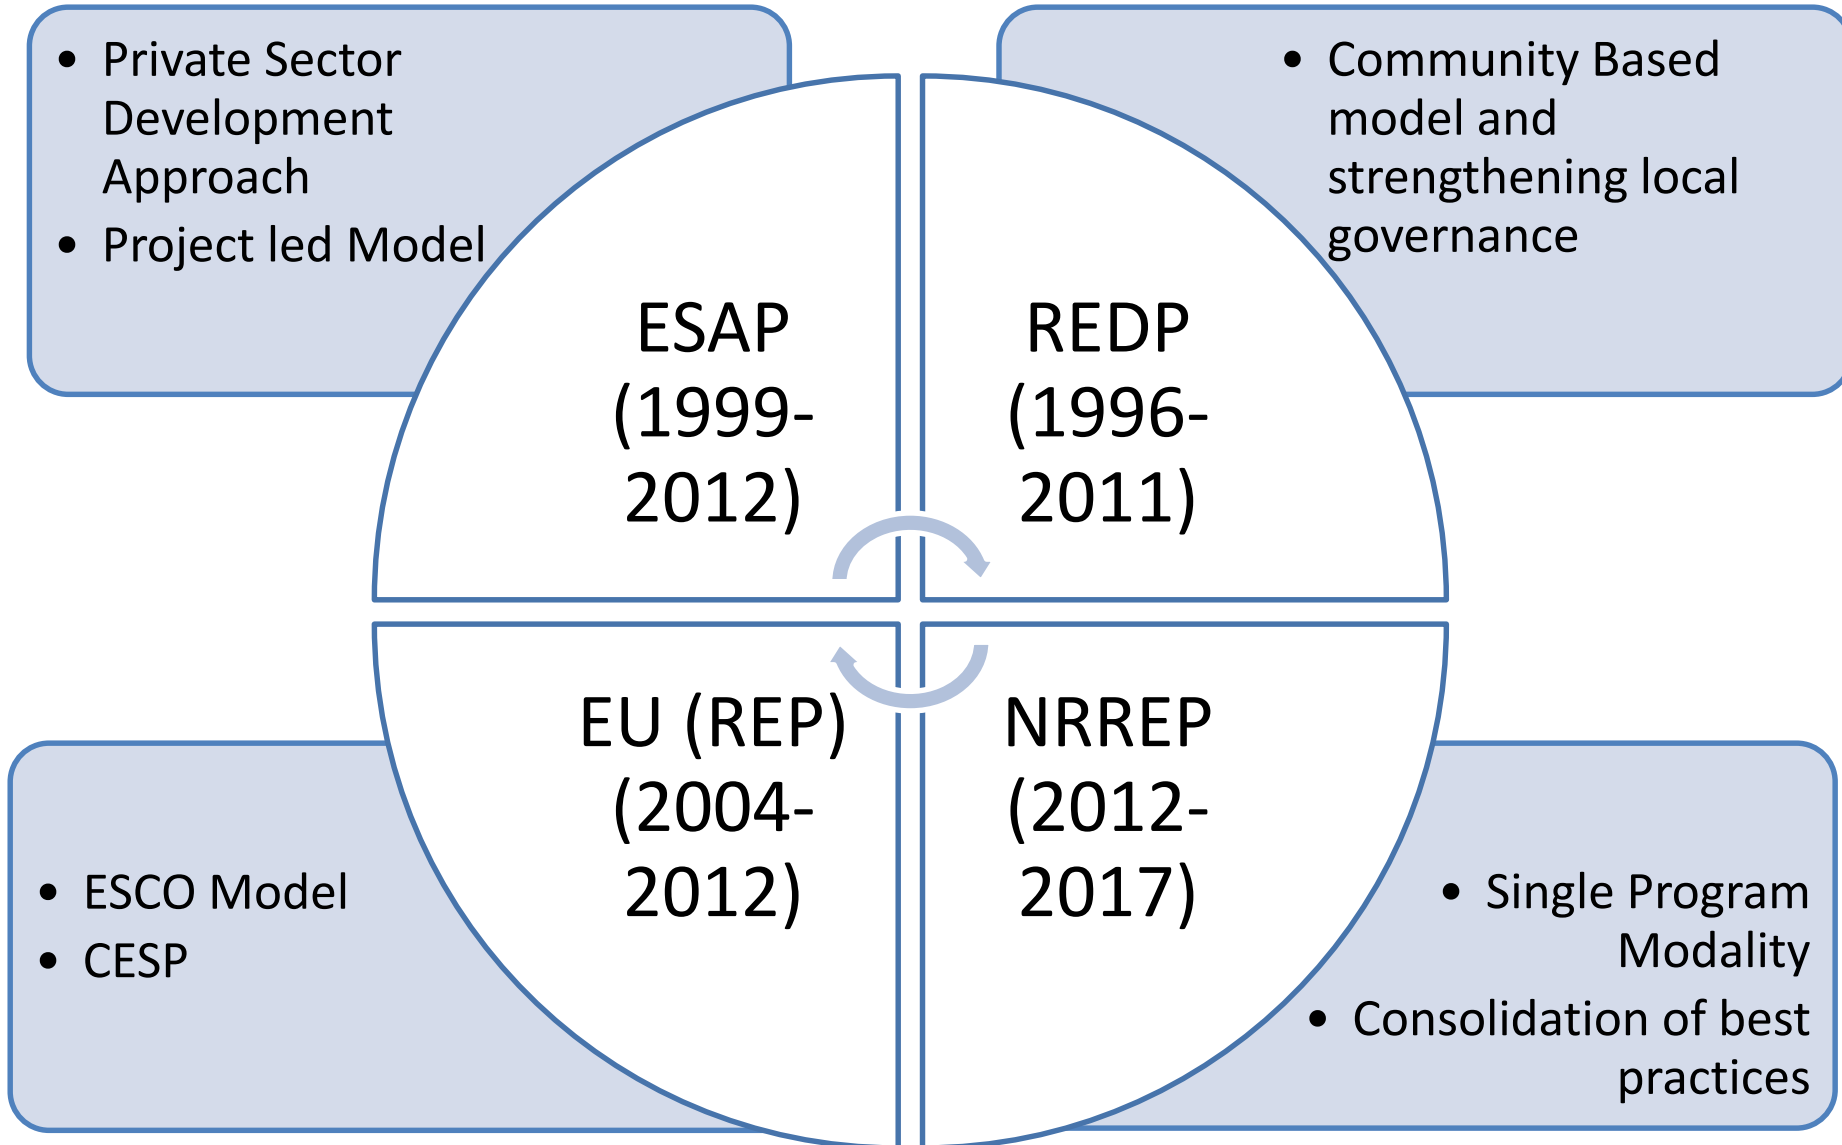 • Private Sector
Development
Approach
• Project led Model
• Community Based
model and
strengthening local
governance
ESAP
(1999-
2012)
REDP
(1996-
2011)
EU (REP)
(2004-
2012)
NRREP
(2012-
2017)
• ESCO Model
• CESP
• Single Program
Modality
• Consolidation of best
practices